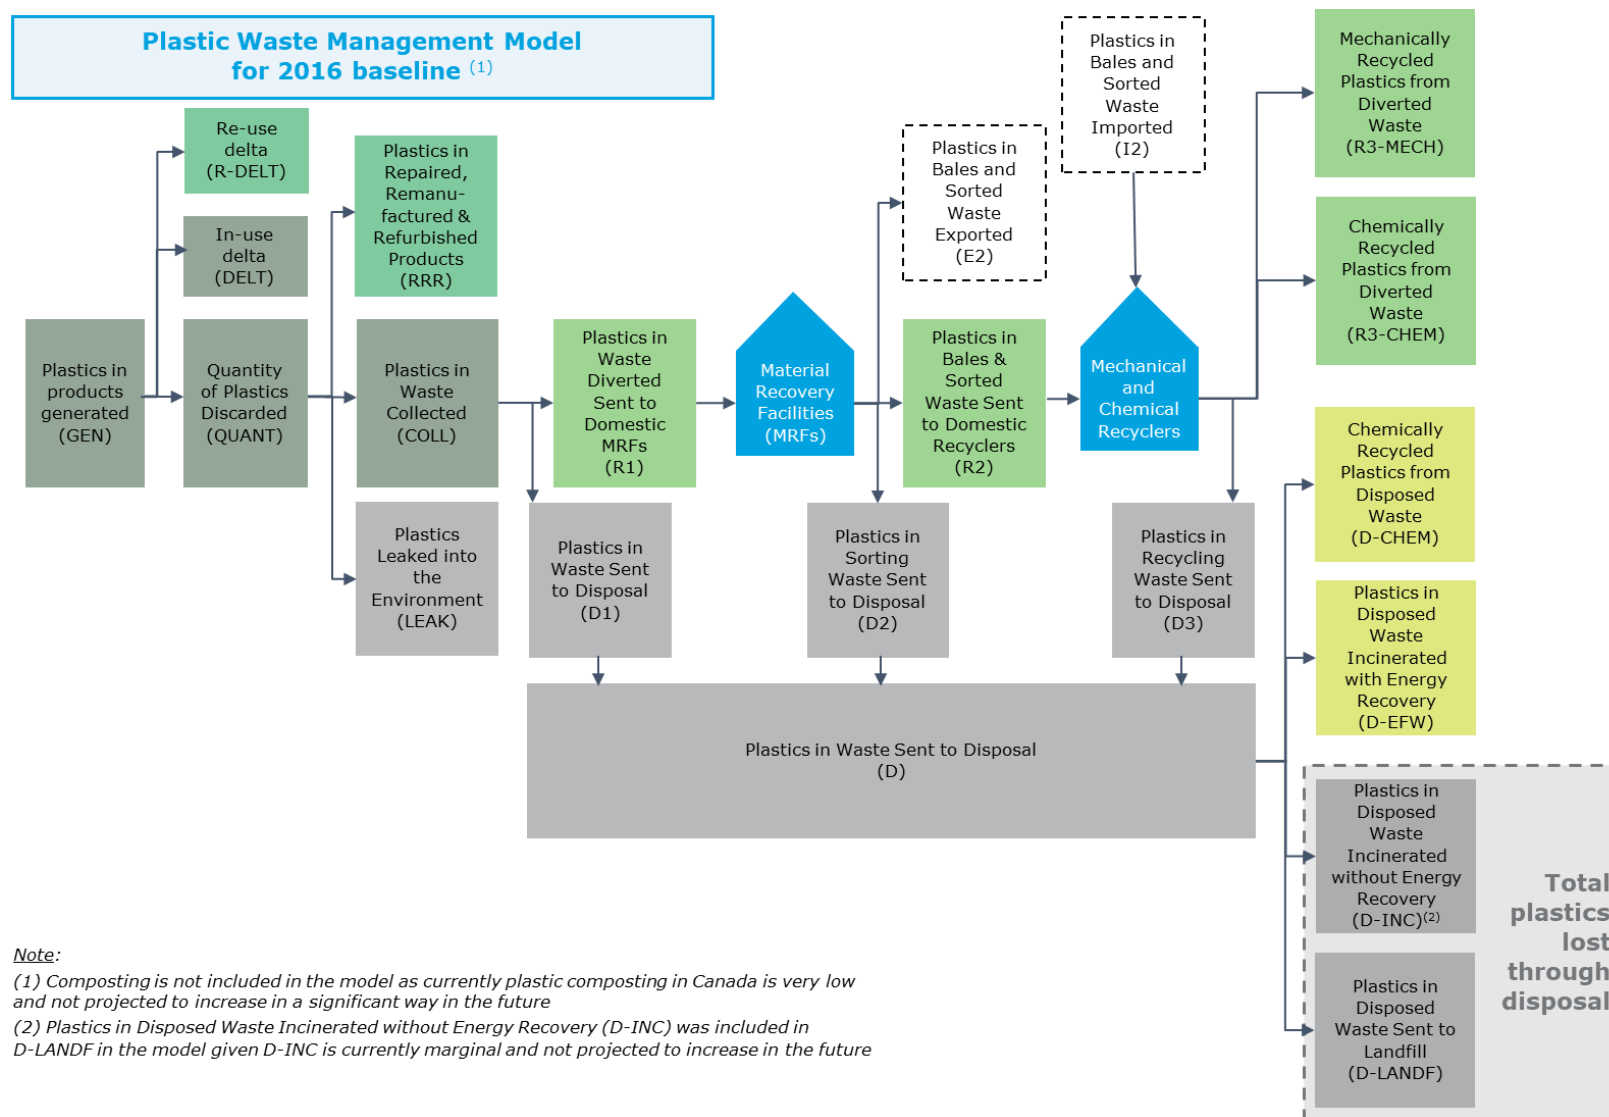 Plastic Waste Management Model
for 2016 baseline (1)
Re-use
delta
(R-DELT)
In-use
delta
(DELT)
Plastics in
products
generated
(GEN)
Quantity
of Plastics
Discarded
(QUANT)
Plastics in
Repaired,
Remanu-
factured &
Refurbished
Products
(RRR)
Plastics in
Waste
Collected
(COLL)
Plastics
Leaked into
the
Environment
(LEAK)
Plastics in
Waste
Diverted
Sent to
Domestic
MRFs
(R1)
Plastics in
Waste Sent
to Disposal
(D1)
Material
Recovery
Facilities
(MRFs)
Plastics in
Bales and
Sorted
Waste
Exported
(E2)
Plastics in
Bales &
Sorted
Waste Sent
to Domestic
Recyclers
(R2)
Plastics in
Sorting
Waste Sent
to Disposal
(D2)
Plastics in
Bales and
Sorted
Waste
Imported
(I2)
Mechanical
and
Chemical
Recyclers
Plastics in
Recycling
Waste Sent
to Disposal
(D3)
Plastics in Waste Sent to Disposal
(D)
Mechanically
Recycled
Plastics from
Diverted
Waste
(R3-MECH)
Chemically
Recycled
Plastics from
Diverted
Waste
(R3-CHEM)
Chemically
Recycled
Plastics from
Disposed
Waste
(D-CHEM)
Plastics in
Disposed
Waste
Incinerated
with Energy
Recovery
(D-EFW)
Plastics in
Disposed
Waste
Incinerated
without Energy
Recovery
(D-INC)(2)
Plastics in
Disposed
Waste Sent to
Landfill
(D-LANDF)
Total
plastics
lost
through
disposal
Note:
(1) Composting is not included in the model as currently plastic composting in Canada is very low
and not projected to increase in a significant way in the future
(2) Plastics in Disposed Waste Incinerated without Energy Recovery (D-INC) was included in
D-LANDF in the model given D-INC is currently marginal and not projected to increase in the future